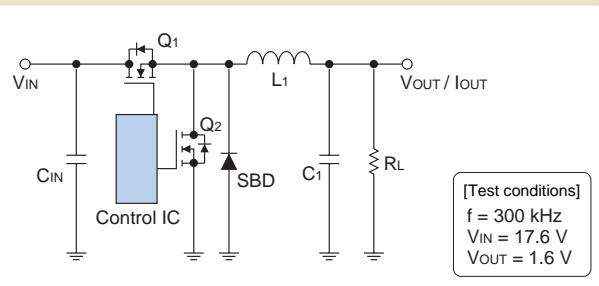 Q1
VIN
L1
VOUT / IOUT
Q2
CIN
SBD
C1
RL
Control IC
[Test conditions]
f = 300 kHz
VIN = 17.6 V
VOUT = 1.6 V